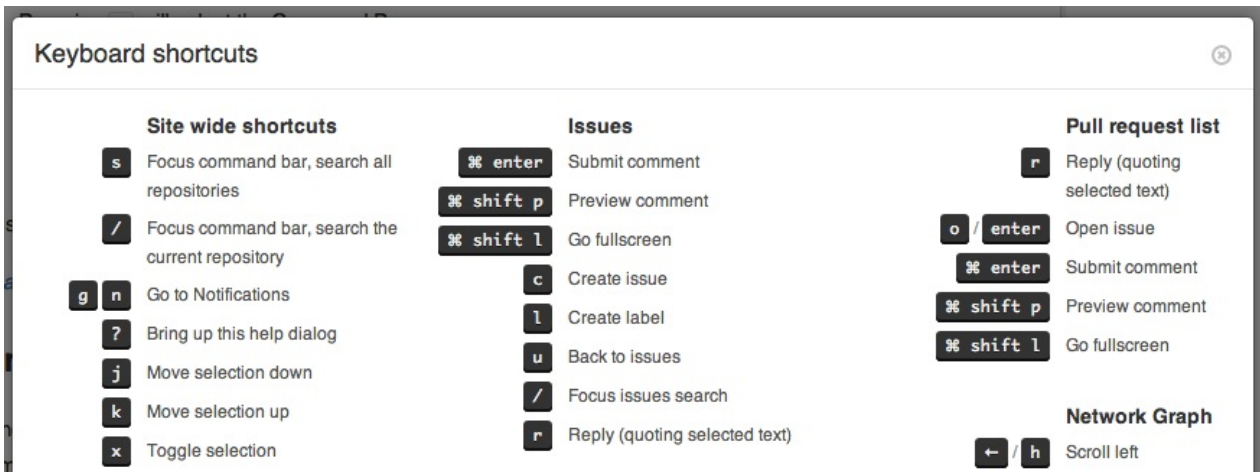 Keyboard shortcuts
Site wide shortcuts
s Focus command bar, search all
repositories
/ Focus command bar, search the
current repository
g n Go to Notifications
? Bring up this help dialog
j Move selection down
k Move selection up
x Toggle selection
Issues
⌘ enter Submit comment
⌘ shift p Preview comment
⌘ shift l Go fullscreen
c Create issue
l Create label
u Back to issues
/ Focus issues search
r Reply (quoting selected text)
Pull request list
r Reply (quoting
selected text)
o / enter Open issue
⌘ enter Submit comment
⌘ shift p Preview comment
⌘ shift l Go fullscreen
Network Graph
← / h Scroll left